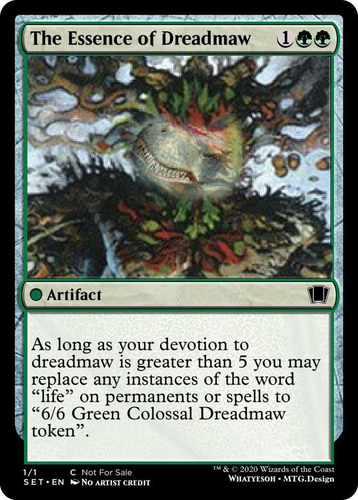 The Essence of Dreadmaw 1
Artifact
As long as your devotion to
dreadmaw is greater than 5 you may
replace any instances of the word
“life” on permanents or spells to
“6/6 Green Colossal Dreadmaw
token”.
1/1 C Not For Sale
SET • EN No Artist Credit
™ & © 2020 Wizards of the Coast
Whatyesoh • MTG.Design